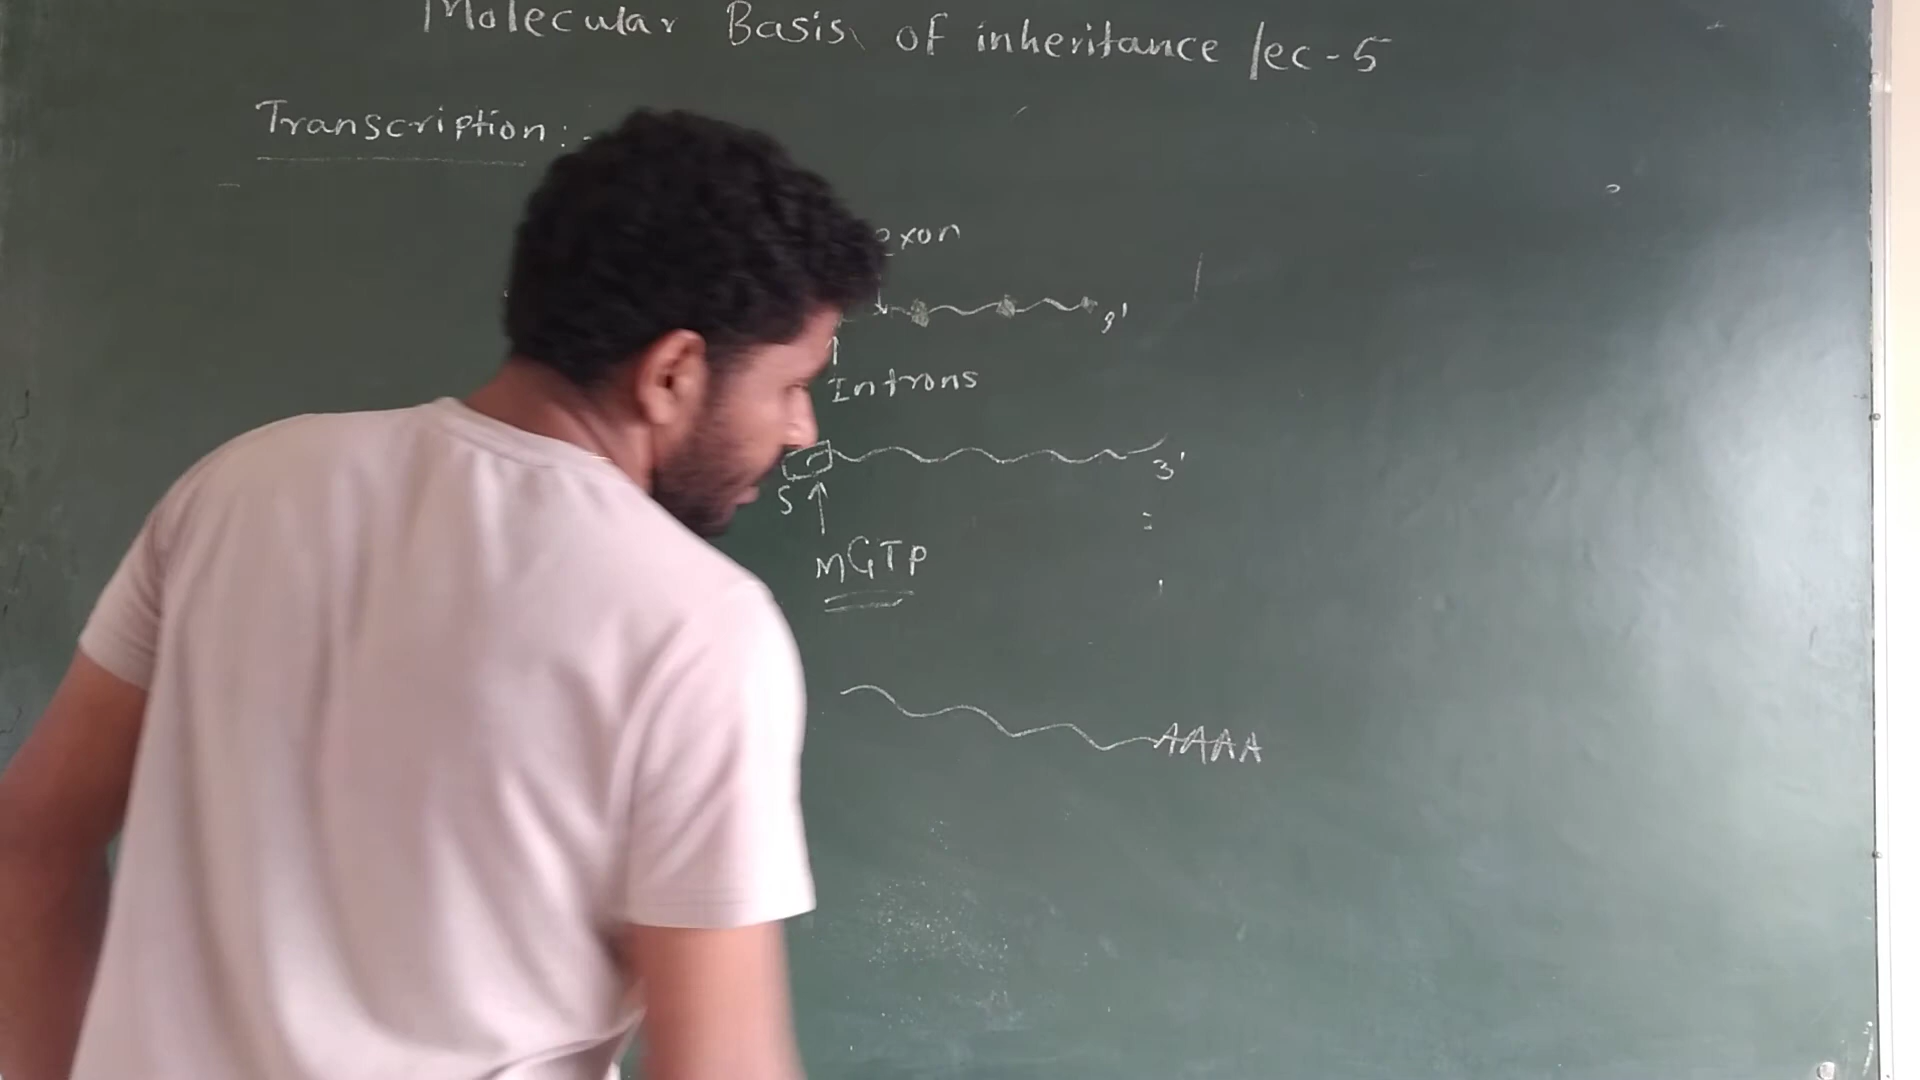 Molecular Basis of inheritance lec-5
Transcription:-
exon
3'
Introns
3'
5
mGTP
AAAA